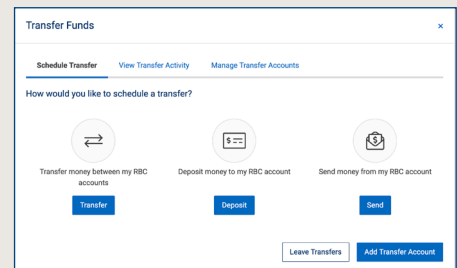 Transfer Funds ×
Schedule Transfer View Transfer Activity Manage Transfer Accounts
How would you like to schedule a transfer?
$
$
Transfer money between my RBC
accounts
Deposit money to my RBC account
Send money from my RBC account
Transfer Deposit Send
Leave Transfers Add Transfer Account